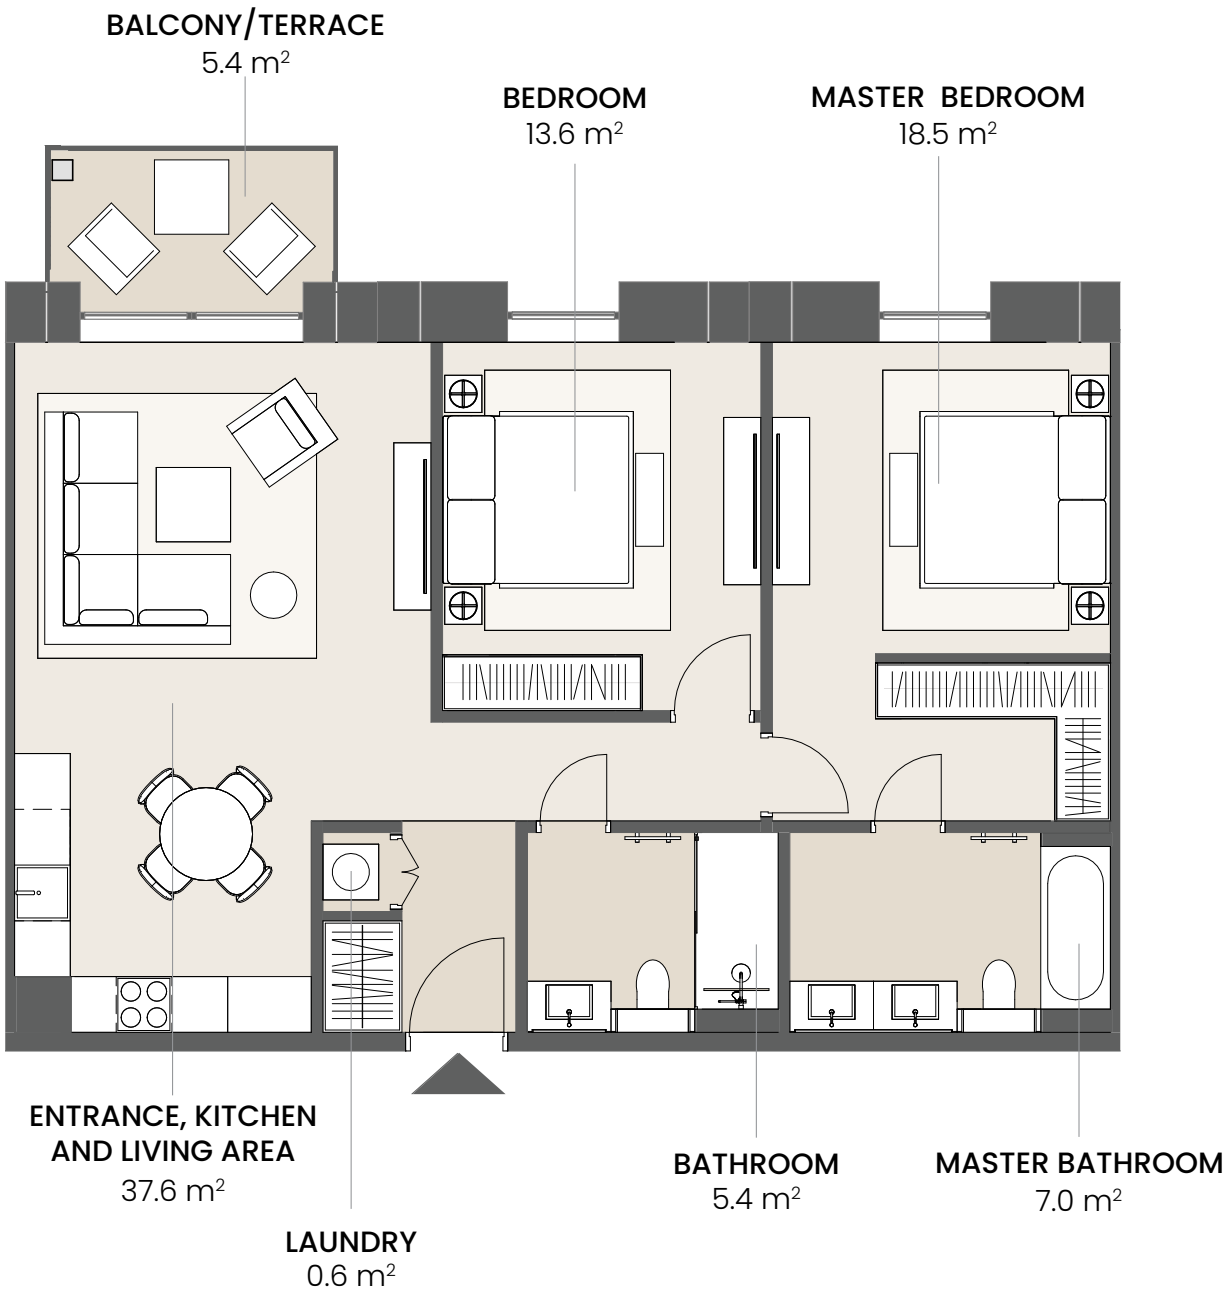 BALCONY/TERRACE
5.4 m²
BEDROOM
13.6 m²
MASTER BEDROOM
18.5 m²
ENTRANCE, KITCHEN
AND LIVING AREA
37.6 m²
LAUNDRY
0.6 m²
BATHROOM
5.4 m²
MASTER BATHROOM
7.0 m²